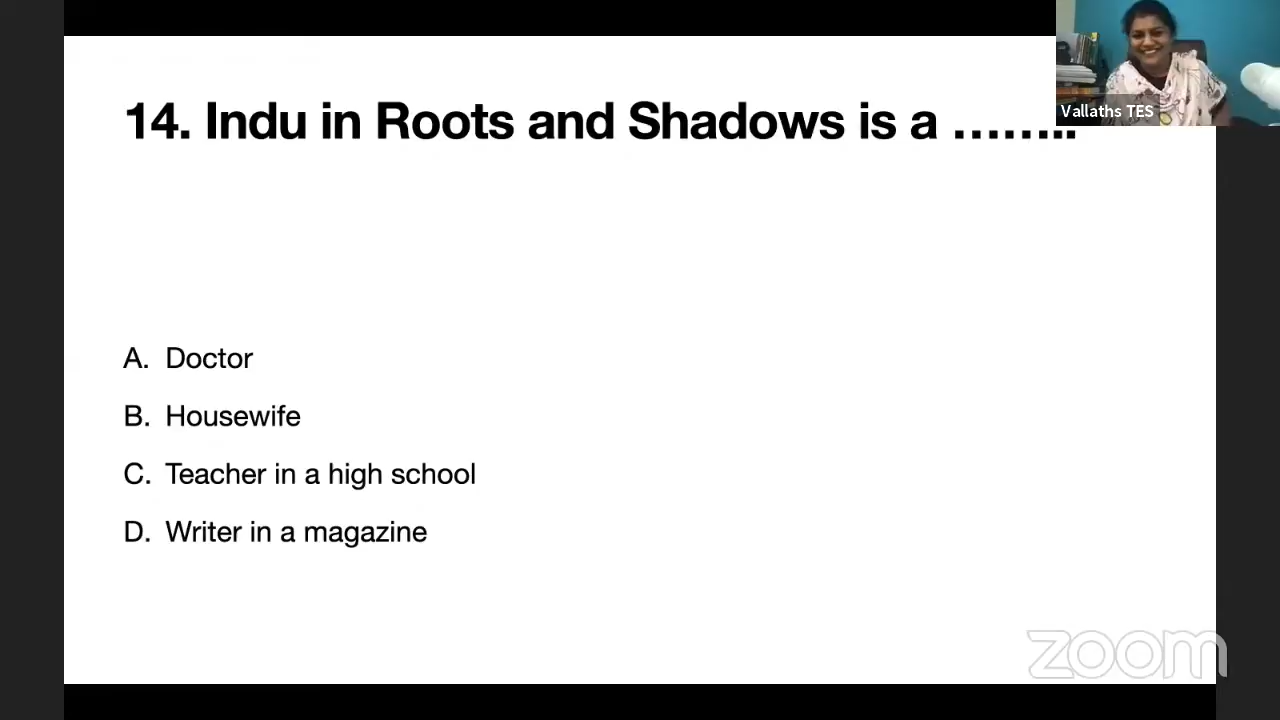 14. Indu in Roots and Shadows is a ……..
Vallaths TES
A. Doctor
B. Housewife
C. Teacher in a high school
D. Writer in a magazine
zoom